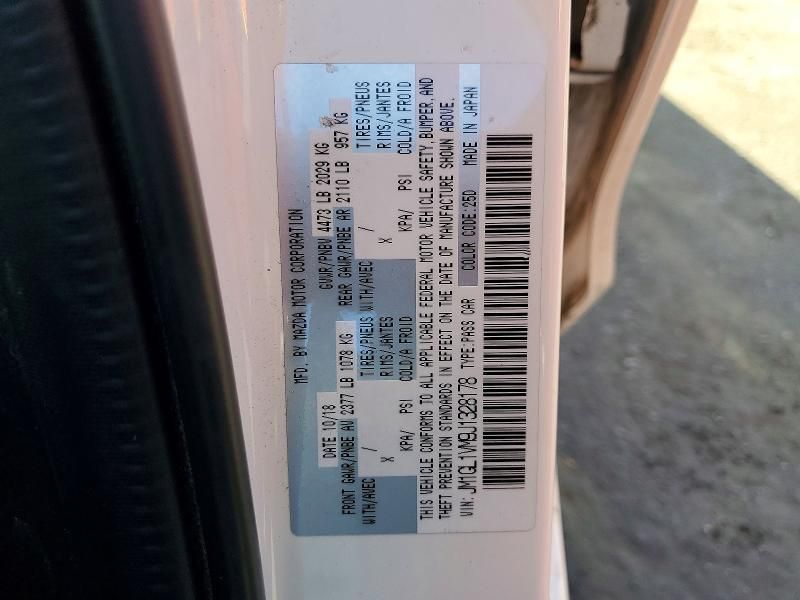 MFD. BY MAZDA MOTOR CORPORATION
DATE 10/18 GVWR/PNBV 4473 LB 2029 KG
FRONT GAWR/PNBE AV 2377 LB 1078 KG REAR GAWR/PNBE AR 2110 LB 957 KG
WITH/AVEC TIRES/PNEUS WITH/AVEC TIRES/PNEUS
X / RIMS/JANTES X / RIMS/JANTES
KPA/ PSI COLD/A FROID KPA/ PSI COLD/A FROID
THIS VEHICLE CONFORMS TO ALL APPLICABLE FEDERAL MOTOR VEHICLE SAFETY, BUMPER, AND
THEFT PREVENTION STANDARDS IN EFFECT ON THE DATE OF MANUFACTURE SHOWN ABOVE.
VIN: JM1GL1VM9J1328178 TYPE:PASS CAR COLOR CODE:25D MADE IN JAPAN